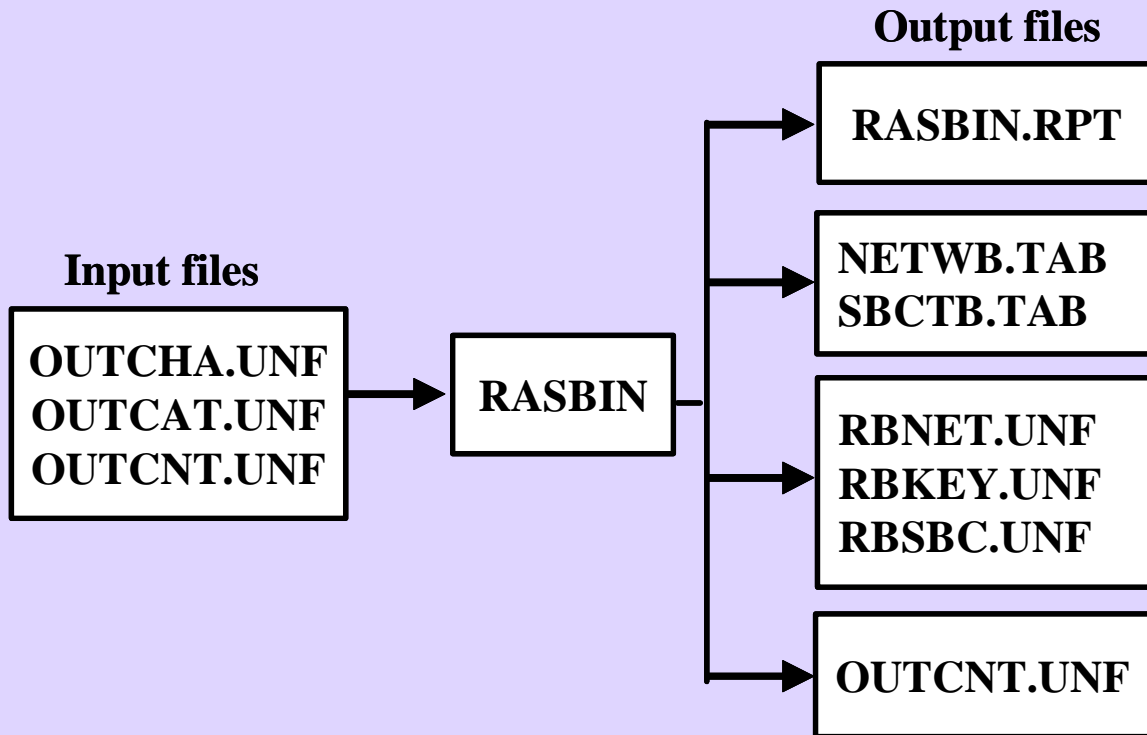 Output files
RASBIN.RPT
NETWB.TAB
SBCTB.TAB
Input files
OUTCHA.UNF
OUTCAT.UNF
OUTCNT.UNF
RASBIN
RBNET.UNF
RBKEY.UNF
RBSBC.UNF
OUTCNT.UNF